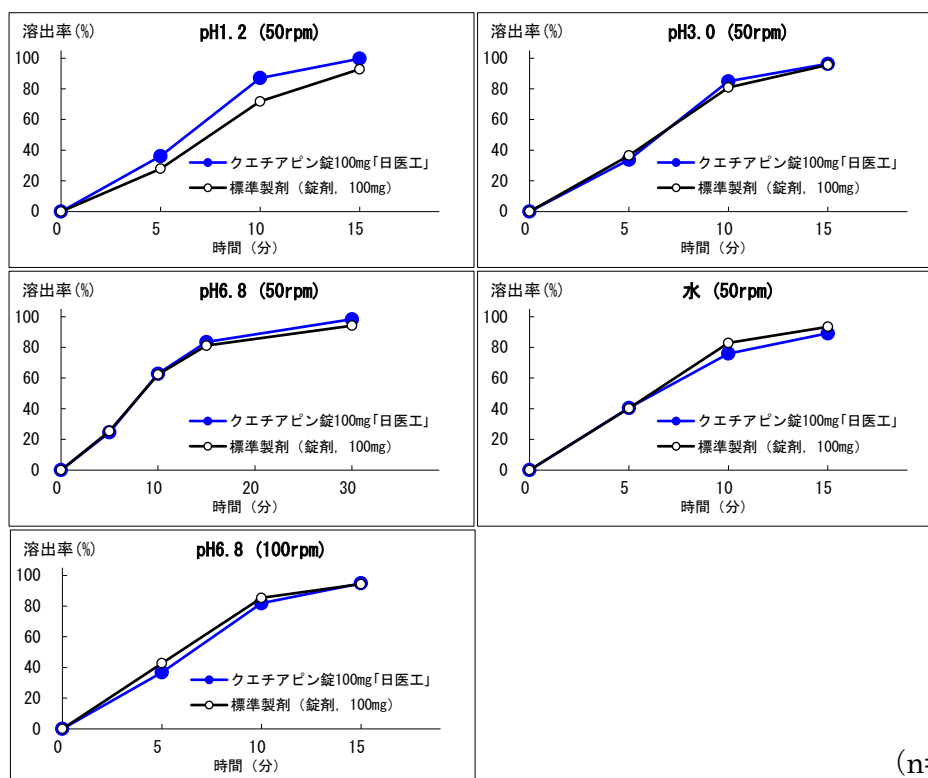 溶出率(%)
pH1.2 (50rpm)
100
80
60
40
20
0
クエチアピン錠100mg「日医工」
標準製剤（錠剤, 100mg）
0
5
10
15
時間（分）
溶出率(%)
pH3.0 (50rpm)
100
80
60
40
20
0
クエチアピン錠100mg「日医工」
標準製剤（錠剤, 100mg）
0
5
10
15
時間（分）
溶出率(%)
pH6.8 (50rpm)
100
80
60
40
20
0
クエチアピン錠100mg「日医工」
標準製剤（錠剤, 100mg）
0
10
20
30
時間（分）
溶出率(%)
水 (50rpm)
100
80
60
40
20
0
クエチアピン錠100mg「日医工」
標準製剤（錠剤, 100mg）
0
5
10
15
時間（分）
溶出率(%)
pH6.8 (100rpm)
100
80
60
40
20
0
クエチアピン錠100mg「日医工」
標準製剤（錠剤, 100mg）
0
5
10
15
時間（分）
(n=